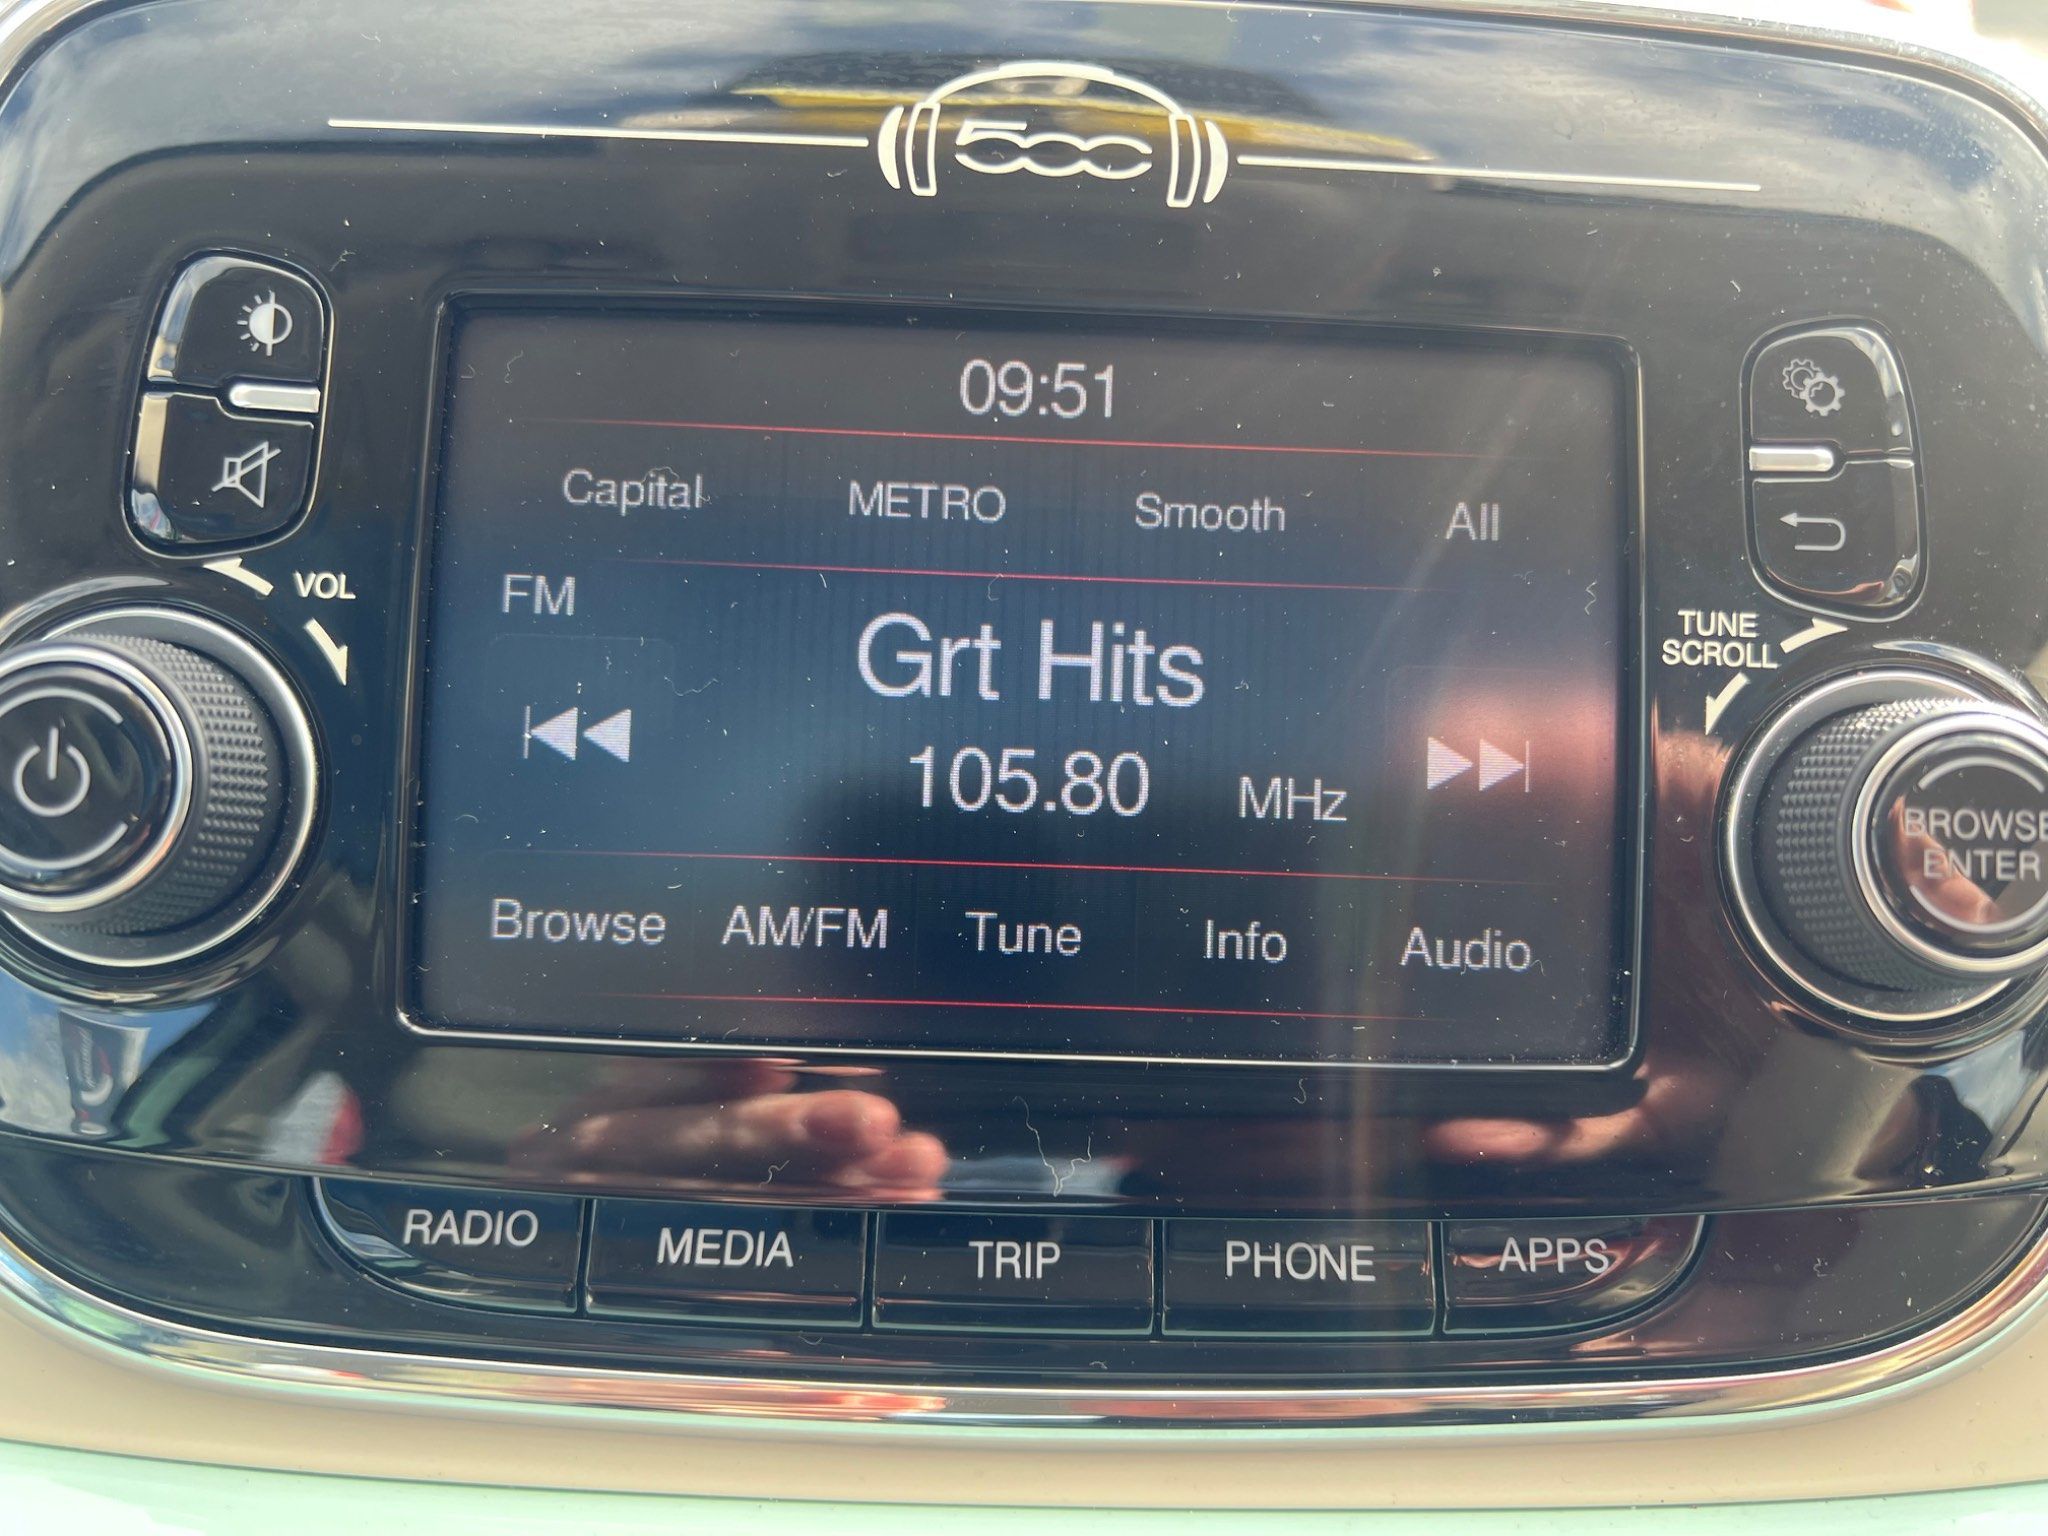 500
09:51
Capital METRO Smooth All
FM
Grt Hits
105.80 MHz
Browse AM/FM Tune Info Audio
VOL
TUNE
SCROLL
BROWSE
ENTER
RADIO MEDIA TRIP PHONE APPS